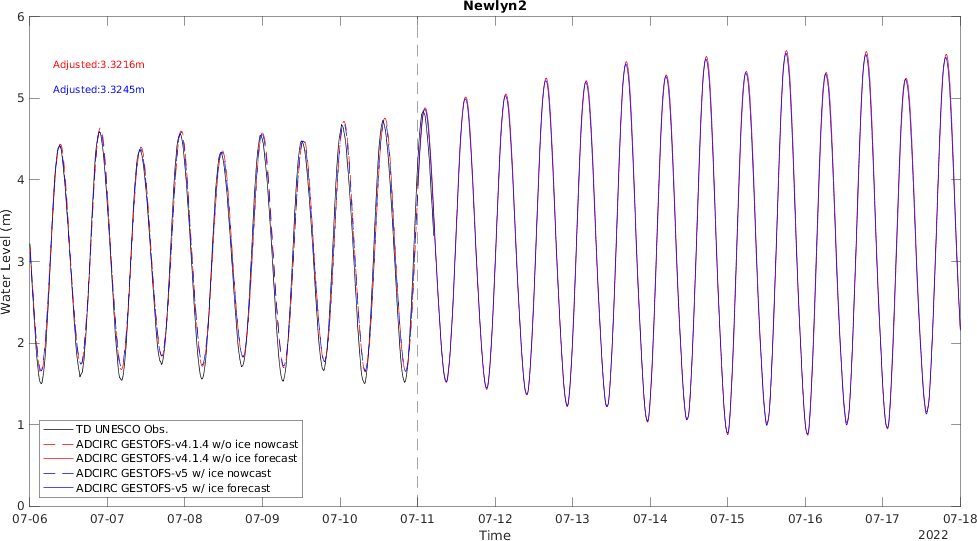 Newlyn2
6
5
4
3
2
1
0
Water Level (m)
Adjusted:3.3216m
Adjusted:3.3245m
TD UNESCO Obs.
ADCIRC GESTOFS-v4.1.4 w/o ice nowcast
ADCIRC GESTOFS-v4.1.4 w/o ice forecast
ADCIRC GESTOFS-v5 w/ ice nowcast
ADCIRC GESTOFS-v5 w/ ice forecast
07-06 07-07 07-08 07-09 07-10 07-11 07-12 07-13 07-14 07-15 07-16 07-17 07-18
Time
2022